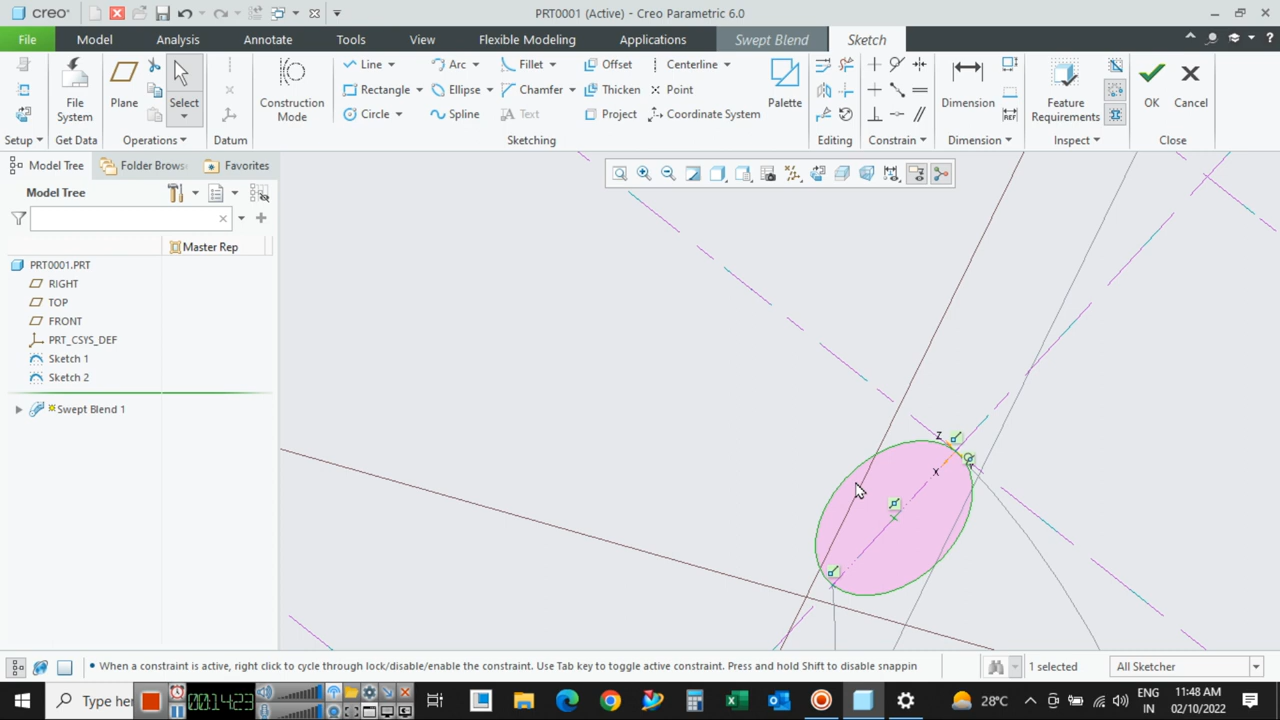 creo
PRT0001 (Active) - Creo Parametric 6.0
File Model Analysis Annotate Tools View Flexible Modeling Applications Swept Blend Sketch
File System
Plane
Select
Construction Mode
Line Arc Fillet Offset Centerline
Rectangle Ellipse Chamfer Thicken Point
Circle Spline Text Project Coordinate System
Palette
Dimension
REF
Feature Requirements
OK
Cancel
Setup Get Data Operations Datum Sketching Editing Constrain Dimension Inspect Close
Model Tree Folder Brows Favorites
Model Tree
Master Rep
PRT0001.PRT
RIGHT
TOP
FRONT
PRT_CSYS_DEF
Sketch 1
Sketch 2
Swept Blend 1
Z
X
Y
When a constraint is active, right click to cycle through lock/disable/enable the constraint. Use Tab key to toggle active constraint. Press and hold Shift to disable snappin
1 selected
All Sketcher
Type her
00:14:23
28°C
ENG
IN
11:48 AM
02/10/2022